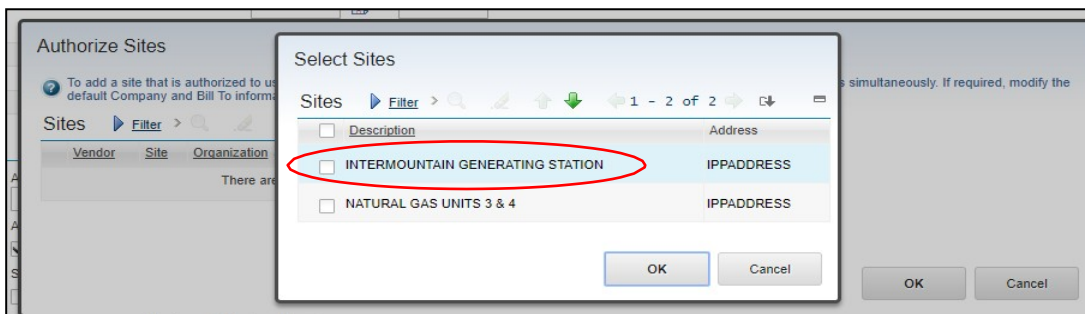 Authorize Sites
To add a site that is authorized to us
s simultaneously. If required, modify the
default Company and Bill To informa
Sites Filter >
Vendor Site Organization
There are
Select Sites
Sites Filter > 1 - 2 of 2
Description Address
INTERMOUNTAIN GENERATING STATION IPPADDRESS
NATURAL GAS UNITS 3 & 4 IPPADDRESS
OK Cancel
OK Cancel
A
A
S